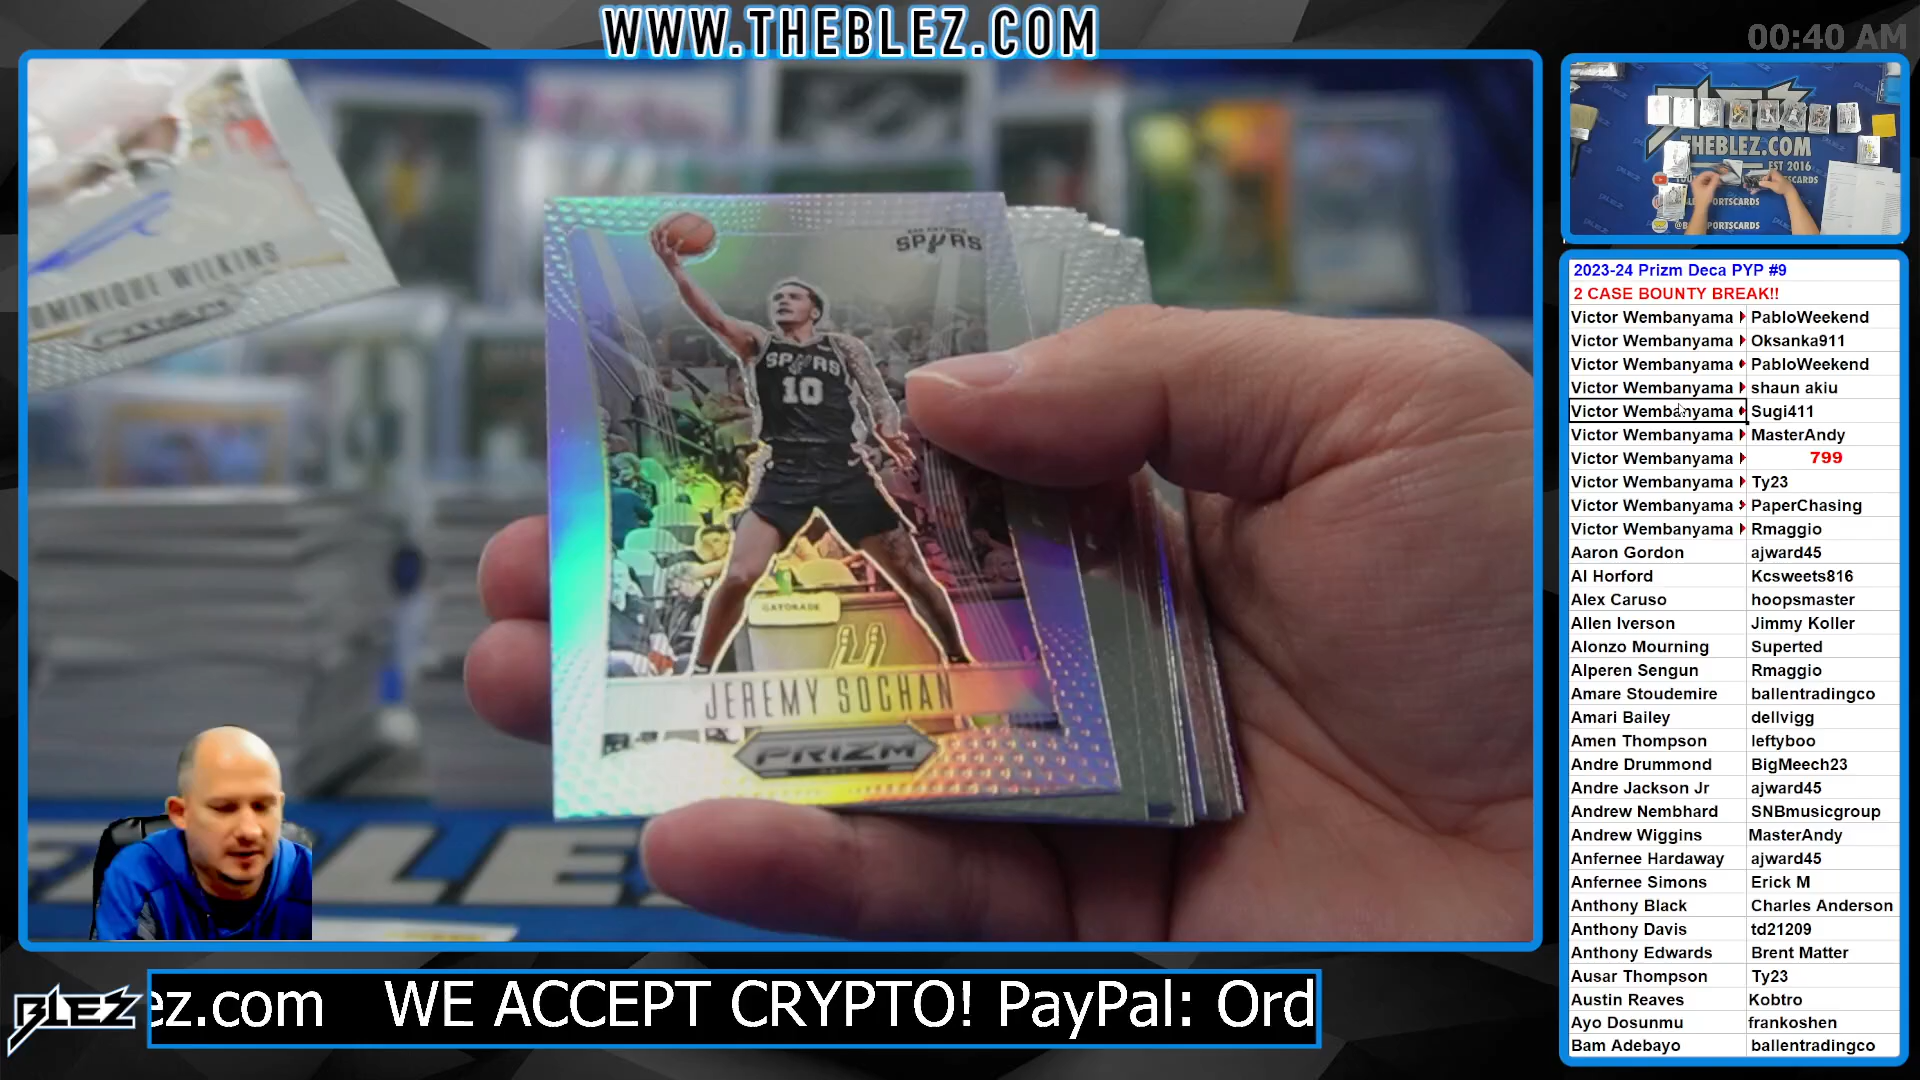 WWW.THEBLEZ.COM
00:40 AM
DOMINIQUE WILKINS
SPURS
SPURS
10
GATORADE
JEREMY SOCHAN
PRIZM
BLEZ
ez.com WE ACCEPT CRYPTO! PayPal: Ord
THEBLEZ.COM
EST 2016
2023-24 Prizm Deca PYP #9
2 CASE BOUNTY BREAK!!
Victor Wembanyama PabloWeekend
Victor Wembanyama Oksanka911
Victor Wembanyama PabloWeekend
Victor Wembanyama shaun akiu
Victor Wembanyama Sugi411
Victor Wembanyama MasterAndy
Victor Wembanyama 799
Victor Wembanyama Ty23
Victor Wembanyama PaperChasing
Victor Wembanyama Rmaggio
Aaron Gordon ajward45
Al Horford Kcsweets816
Alex Caruso hoopsmaster
Allen Iverson Jimmy Koller
Alonzo Mourning Superted
Alperen Sengun Rmaggio
Amare Stoudemire ballentradingco
Amari Bailey dellvigg
Amen Thompson leftyboo
Andre Drummond BigMeech23
Andre Jackson Jr ajward45
Andrew Nembhard SNBmusicgroup
Andrew Wiggins MasterAndy
Anfernee Hardaway ajward45
Anfernee Simons Erick M
Anthony Black Charles Anderson
Anthony Davis td21209
Anthony Edwards Brent Matter
Ausar Thompson Ty23
Austin Reaves Kobtro
Ayo Dosunmu frankoshen
Bam Adebayo ballentradingco